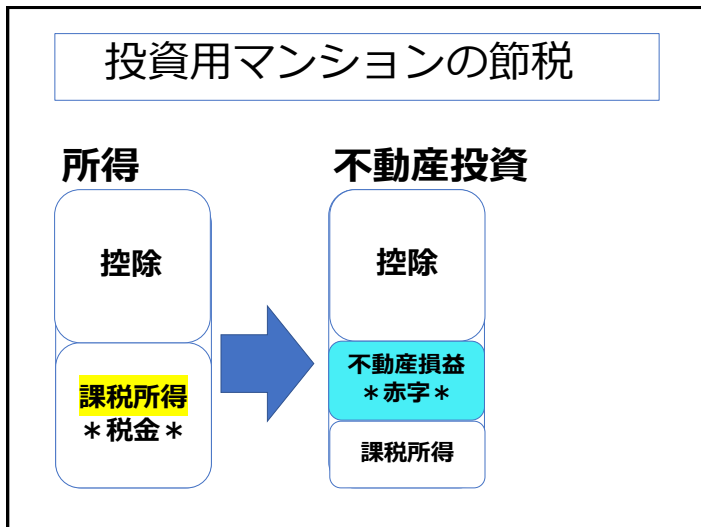 投資用マンションの節税
所得
控除
課税所得
＊税金＊
不動産投資
控除
不動産損益
＊赤字＊
課税所得